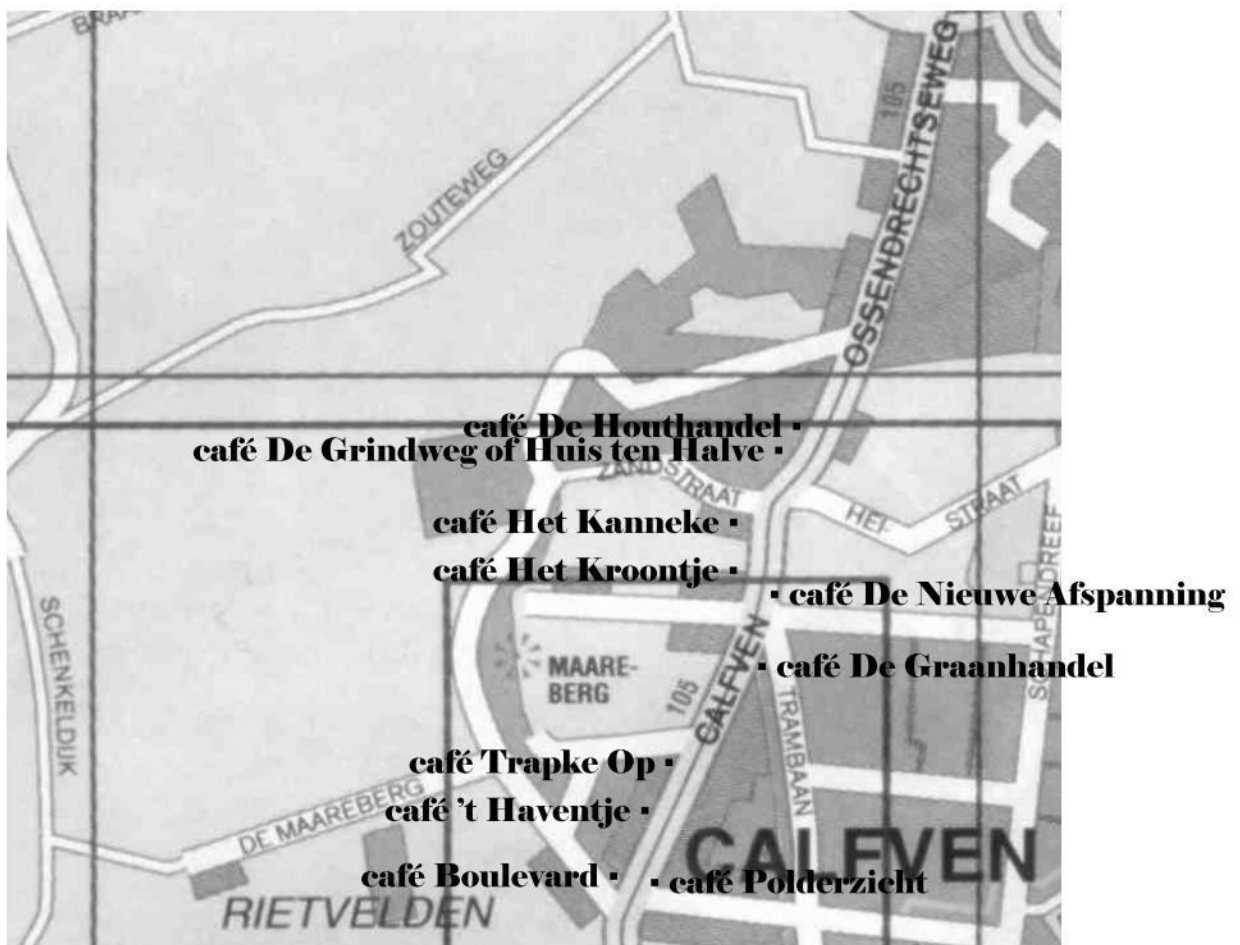 BRAA
OSSENDRECHTSEWEG
105
ZOUTEWEG
café De Houthandel
café De Grindweg of Huis ten Halve
ZANDSTRAAT
HEI-
STRAAT
café Het Kanneke
café Het Kroontje
café De Nieuwe Afspanning
SCHAPENDREEF
SCHENKELDIJK
MAARE-
BERG
café De Graanhandel
105
CALFVEN
TRAMBAAN
café Trapke Op
DE MAAREBERG
café 't Haventje
CALFVEN
café Boulevard
café Polderzicht
RIETVELDEN